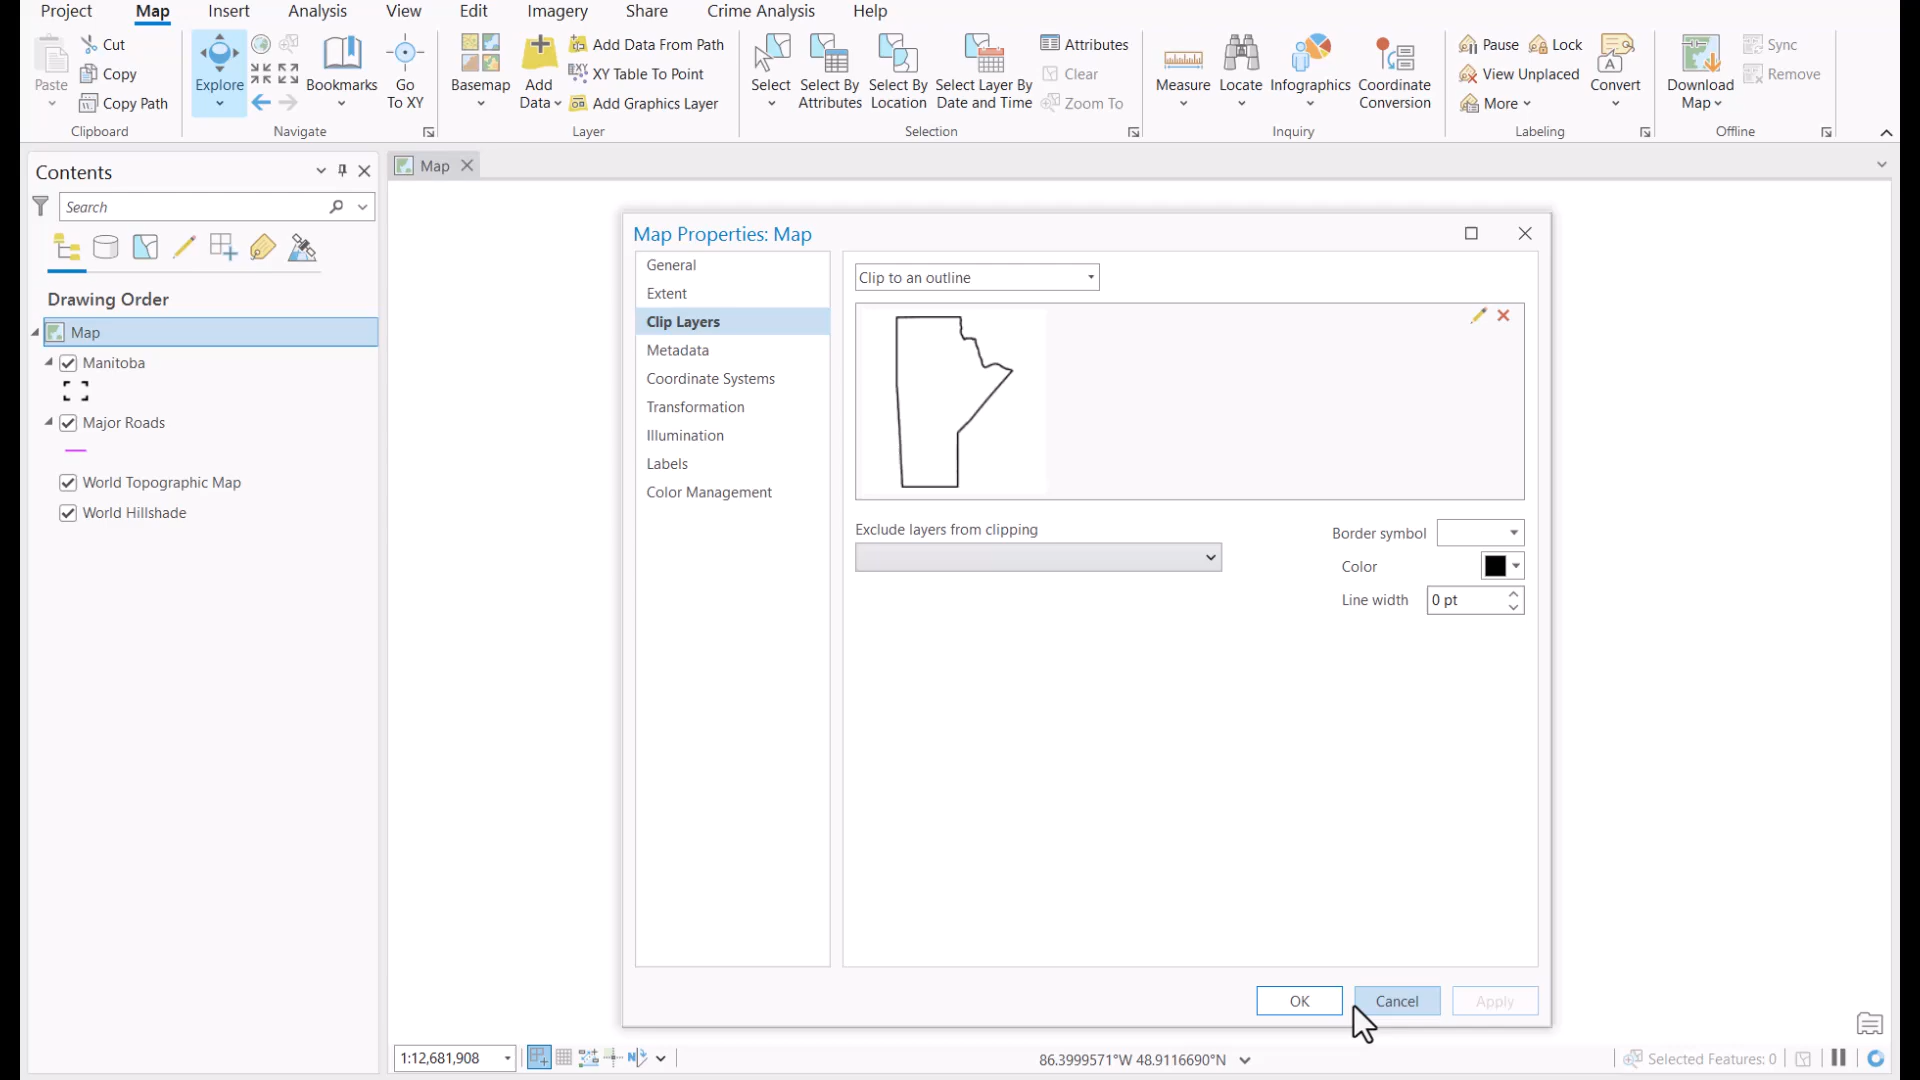 Project Map Insert Analysis View Edit Imagery Share Crime Analysis Help
Paste
Cut
Copy
Copy Path
Clipboard
Explore
Bookmarks
Go
To XY
Navigate
Basemap
Add
Data
Add Data From Path
XY Table To Point
Add Graphics Layer
Layer
Select
Select By
Attributes
Select By
Location
Select Layer By
Date and Time
Attributes
Clear
Zoom To
Selection
Measure
Locate
Infographics
Coordinate
Conversion
Inquiry
Pause
Lock
View Unplaced
More
A
Convert
Labeling
Download
Map
Sync
Remove
Offline
Contents
Search
Drawing Order
Map
Manitoba
Major Roads
World Topographic Map
World Hillshade
Map
Map Properties: Map
General
Extent
Clip Layers
Metadata
Coordinate Systems
Transformation
Illumination
Labels
Color Management
Clip to an outline
Exclude layers from clipping
Border symbol
Color
Line width
0 pt
OK
Cancel
Apply
1:12,681,908
N
86.3999571°W 48.9116690°N
Selected Features: 0